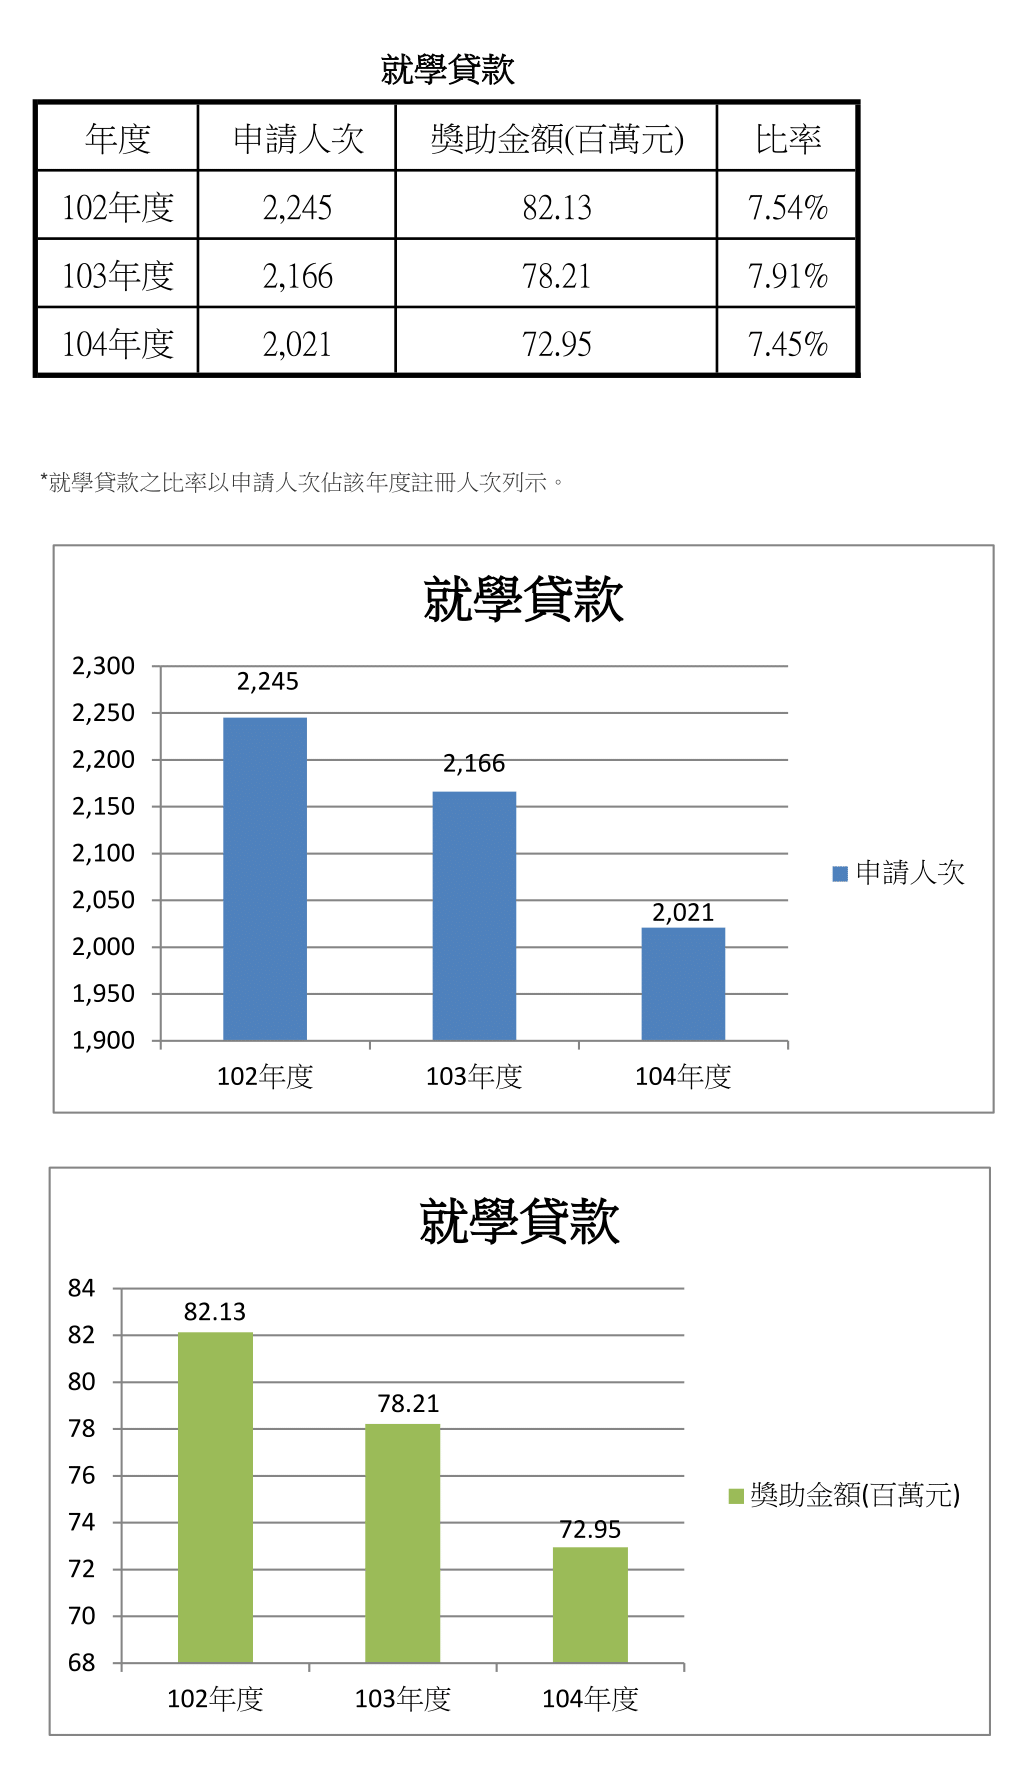 就學貸款
年度 申請人次 獎助金額(百萬元) 比率
102年度 2,245 82.13 7.54%
103年度 2,166 78.21 7.91%
104年度 2,021 72.95 7.45%
*就學貸款之比率以申請人次佔該年度註冊人次列示。
就學貸款
2,300
2,245
2,250
2,200
2,166
2,150
2,100
申請人次
2,050
2,021
2,000
1,950
1,900
102年度 103年度 104年度
就學貸款
84
82.13
82
80
78.21
78
76
獎助金額(百萬元)
74
72.95
72
70
68
102年度 103年度 104年度